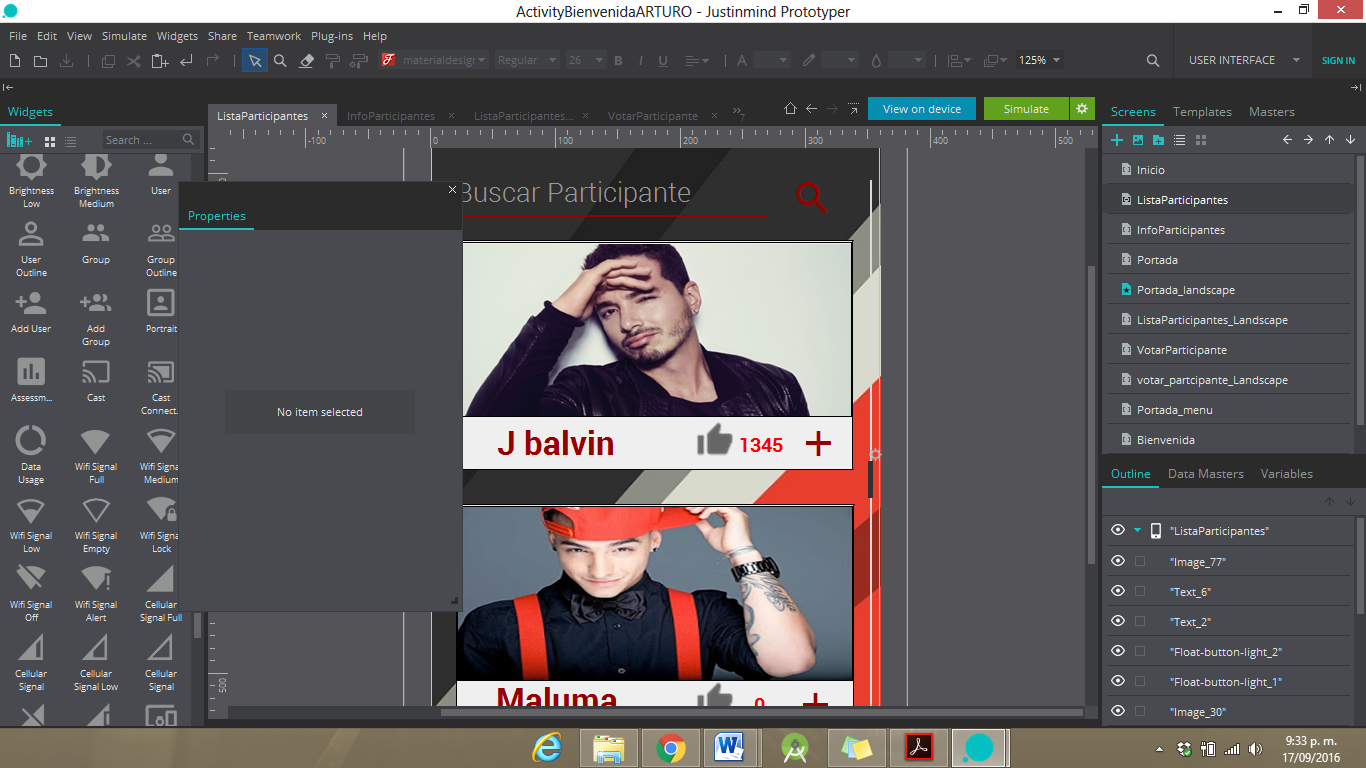 ActivityBienvenidaARTURO - Justinmind Prototyper
File Edit View Simulate Widgets Share Teamwork Plug-ins Help
materialdesig Regular 26 B I U A 125% USER INTERFACE SIGN IN
Widgets
Search ...
Brightness Low
Brightness Medium
User
User Outline
Group
Group Outline
Add User
Add Group
Portrait
Assessm...
Cast
Cast Connect.
Data Usage
Wifi Signal Full
Wifi Signa Medium
Wifi Signal Low
Wifi Signal Empty
Wifi Signa Lock
Wifi Signal Off
Wifi Signal Alert
Cellular Signal Full
Cellular Signal
Cellular Signal Low
Cellular Signal
ListaParticipantes
InfoParticipantes
ListaParticipantes...
VotarParticipante
7
View on device
Simulate
-100 0 100 200 300 400 500
500
Properties
No item selected
Buscar Participante
J balvin 1345 +
Maluma 0 +
Screens Templates Masters
Inicio
ListaParticipantes
InfoParticipantes
Portada
Portada_landscape
ListaParticipantes_Landscape
VotarParticipante
votar_partcipante_Landscape
Portada_menu
Bienvenida
Outline Data Masters Variables
"ListaParticipantes"
"Image_77"
"Text_6"
"Text_2"
"Float-button-light_2"
"Float-button-light_1"
"Image_30"
9:33 p. m.
17/09/2016